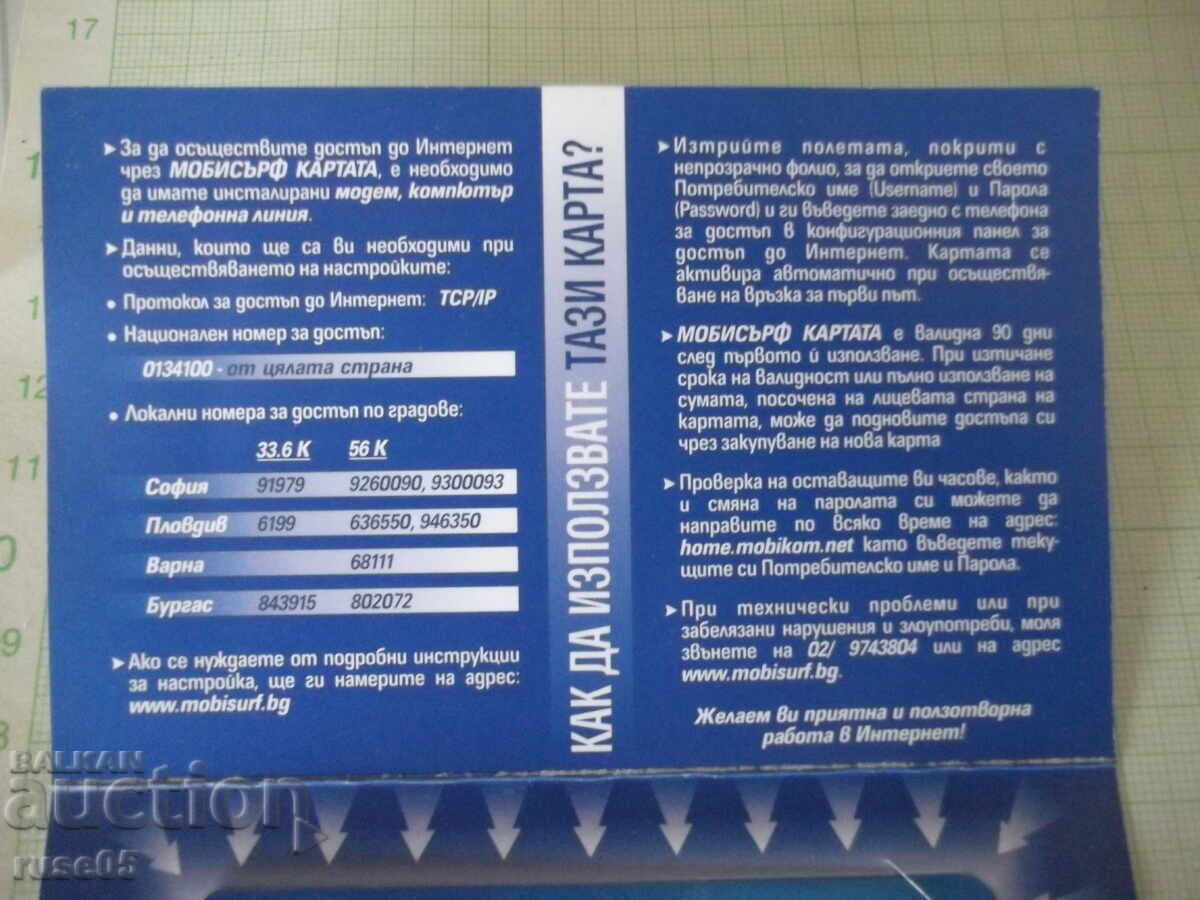 17
➤ За да осъществите достъп до Интернет
чрез МОБИСЪРФ КАРТАТА, е необходимо
да имате инсталирани модем, компютър
и телефонна линия.
➤ Данни, които ще са ви необходими при
осъществяването на настройките:
• Протокол за достъп до Интернет: TCP/IP
• Национален номер за достъп:
0134100 - от цялата страна
• Локални номера за достъп по градове:
33.6 K 56 K
София 91979 9260090, 9300093
Пловдив 6199 636550, 946350
Варна 68111
Бургас 843915 802072
➤ Ако се нуждаете от подробни инструкции
за настройка, ще ги намерите на адрес:
www.mobisurf.bg
КАК ДА ИЗПОЛЗВАТЕ ТАЗИ КАРТА?
➤ Изтрийте полетата, покрити с
непрозрачно фолио, за да откриете своето
Потребителско име (Username) и Парола
(Password) и ги въведете заедно с телефона
за достъп в конфигурационния панел за
достъп до Интернет. Картата се
активира автоматично при осъществя-
ване на връзка за първи път.
➤ МОБИСЪРФ КАРТАТА е валидна 90 дни
след първото ѝ използване. При изтичане
срока на валидност или пълно използване на
сумата, посочена на лицевата страна на
картата, може да подновите достъпа си
чрез закупуване на нова карта
➤ Проверка на оставащите ви часове, както
и смяна на паролата си можете да
направите по всяко време на адрес:
home.mobikom.net като въведете теку-
щите си Потребителско име и Парола.
➤ При технически проблеми или при
забелязани нарушения и злоупотреби, моля
звънете на 02/ 9743804 или на адрес
www.mobisurf.bg.
Желаем ви приятна и ползотворна
работа в Интернет!
12
11
BALKAN
auction
ruse05